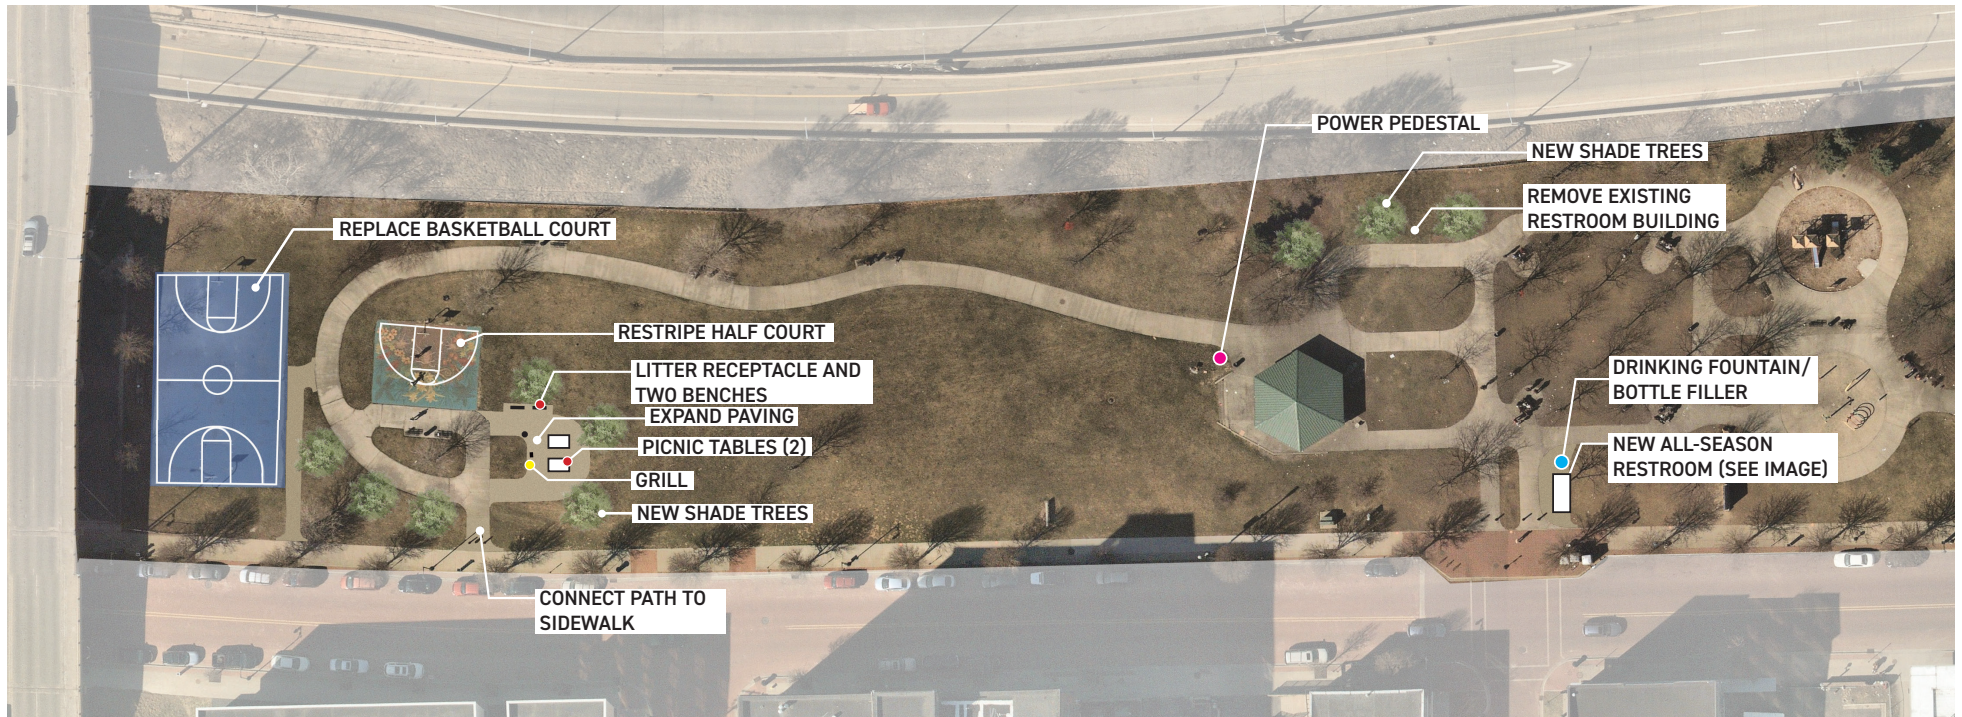 POWER PEDESTAL
NEW SHADE TREES
REMOVE EXISTING
RESTROOM BUILDING
REPLACE BASKETBALL COURT
RESTRIPE HALF COURT
LITTER RECEPTACLE AND
TWO BENCHES
EXPAND PAVING
PICNIC TABLES (2)
GRILL
NEW SHADE TREES
CONNECT PATH TO
SIDEWALK
DRINKING FOUNTAIN/
BOTTLE FILLER
NEW ALL-SEASON
RESTROOM (SEE IMAGE)